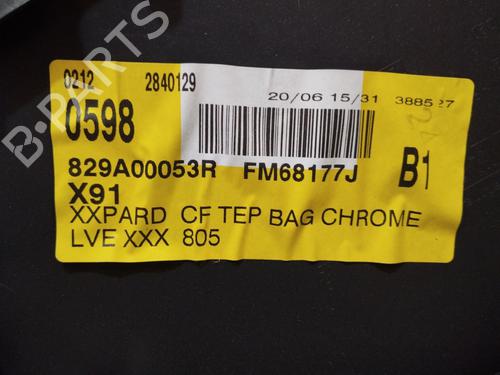 0212 2840129
20/06 15/31 388527
0598
829A00053R FM68177J B1
X91
XXPARD CF TEP BAG CHROME
LVE XXX 805
B-PARTS